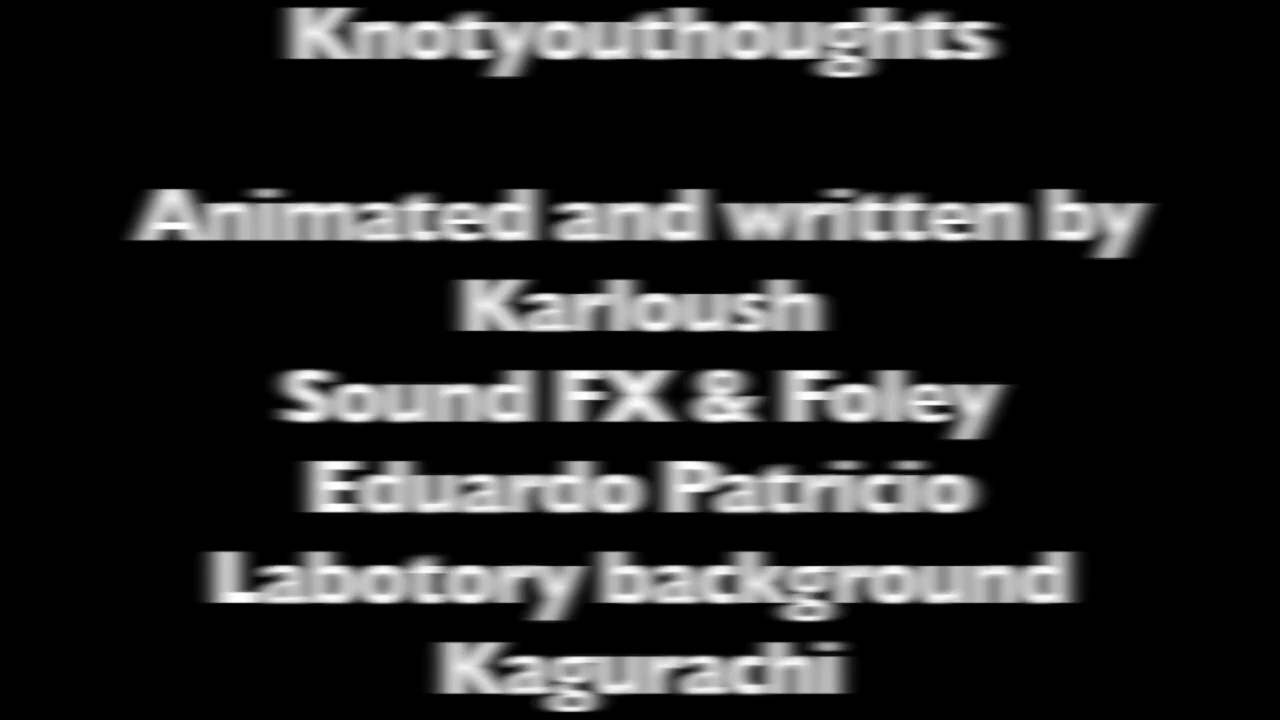 Knotyouthoughts
Animated and written by
Karloush
Sound FX & Foley
Eduardo Patricio
Labotory background
Kagurachi